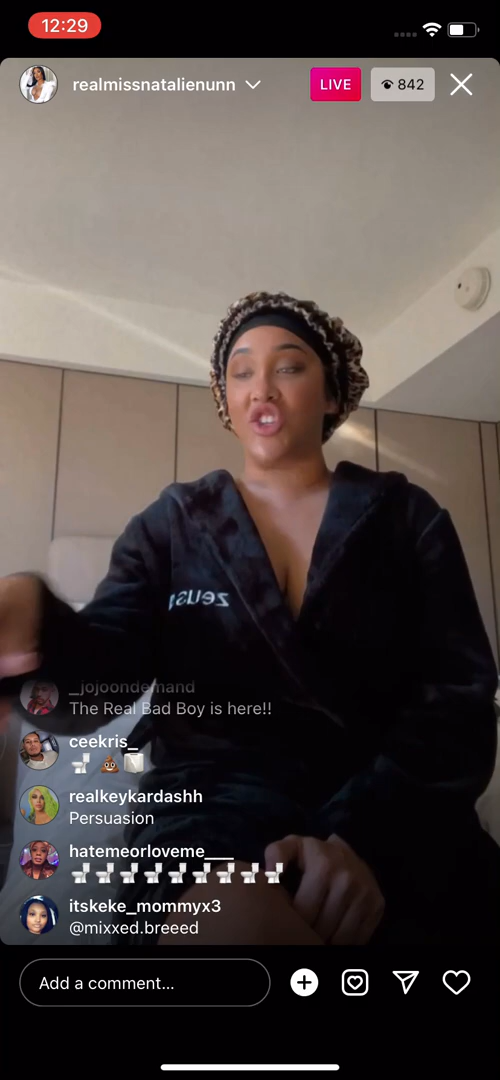 12:29
realmissnatalienunn
LIVE
842
zeus
_jojoondemand
The Real Bad Boy is here!!
ceekris_
🚽 💩
realkeykardashh
Persuasion
hatemeorloveme___
🚽🚽🚽🚽🚽🚽🚽🚽🚽
itskeke_mommyx3
@mixxed.breeed
Add a comment...